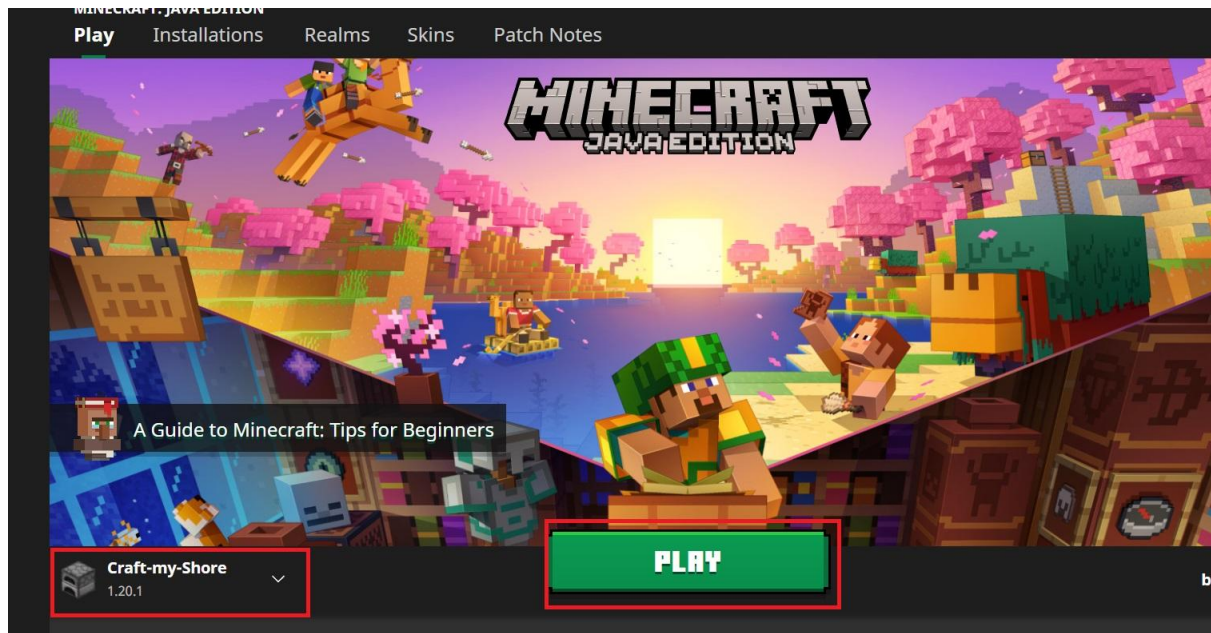 MINECRAFT: JAVA EDITION
Play Installations Realms Skins Patch Notes
MINECRAFT
JAVA EDITION
A Guide to Minecraft: Tips for Beginners
Craft-my-Shore
1.20.1
PLAY